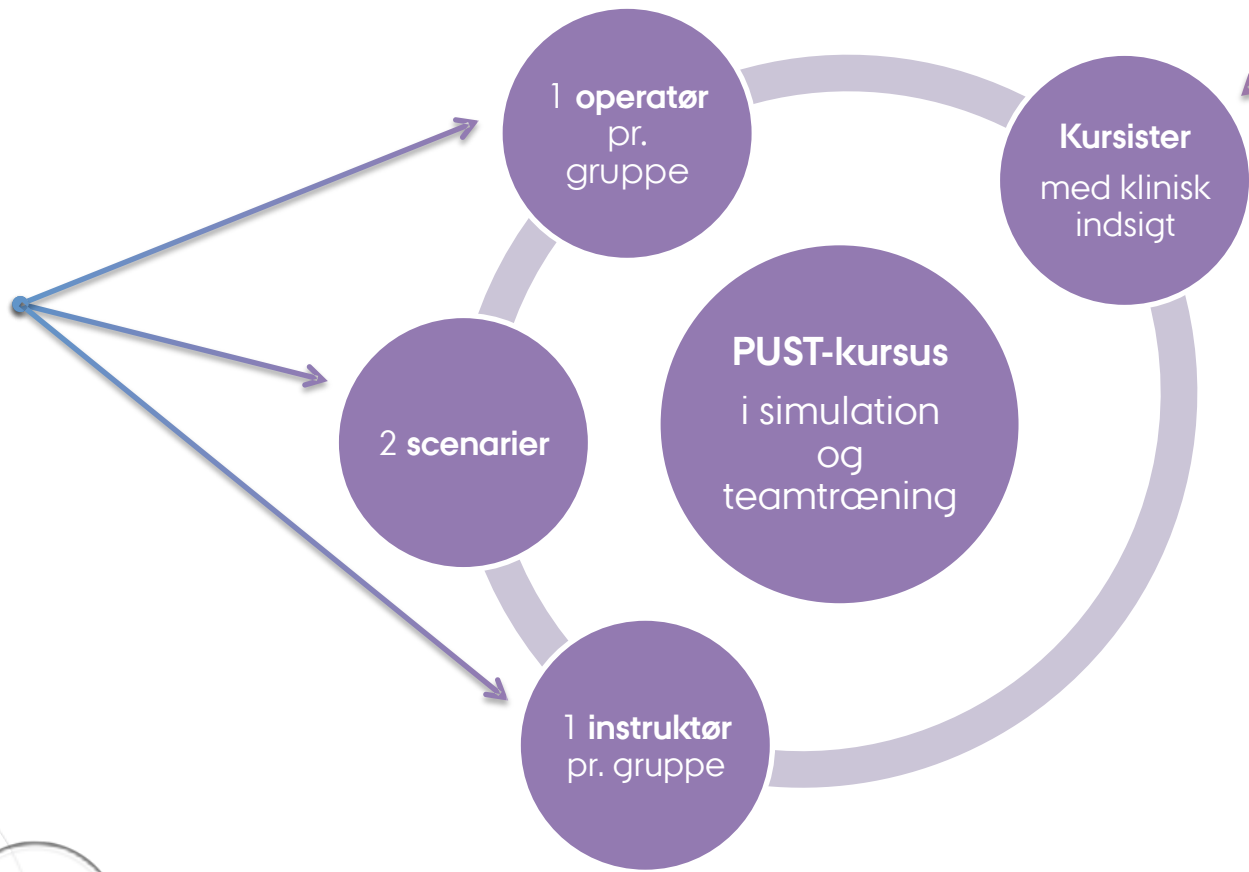 1 operatør
pr.
gruppe
Kursister
med klinisk
indsigt
PUST-kursus
i simulation
og
teamtræning
2 scenarier
1 instruktør
pr. gruppe